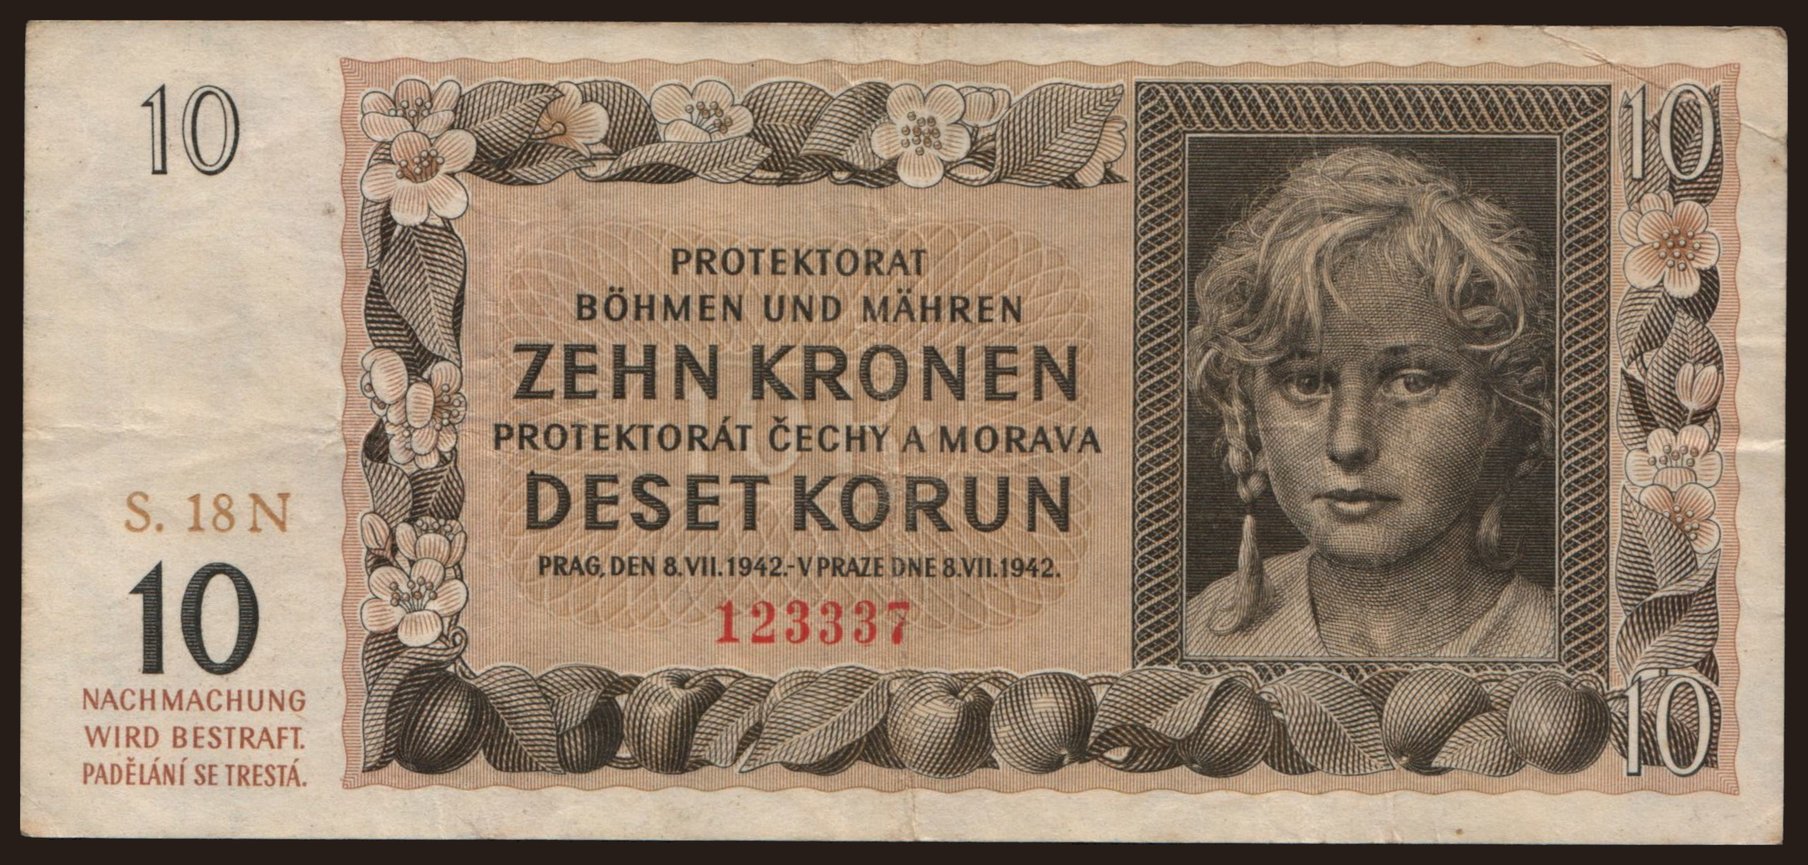 10
10
PROTEKTORAT
BÖHMEN UND MÄHREN
ZEHN KRONEN
PROTEKTORÁT ČECHY A MORAVA
DESET KORUN
PRAG, DEN 8.VII.1942.-V PRAZE DNE 8.VII.1942.
123337
S. 18 N
10
NACHMACHUNG
WIRD BESTRAFT.
PADĚLÁNÍ SE TRESTÁ.
10